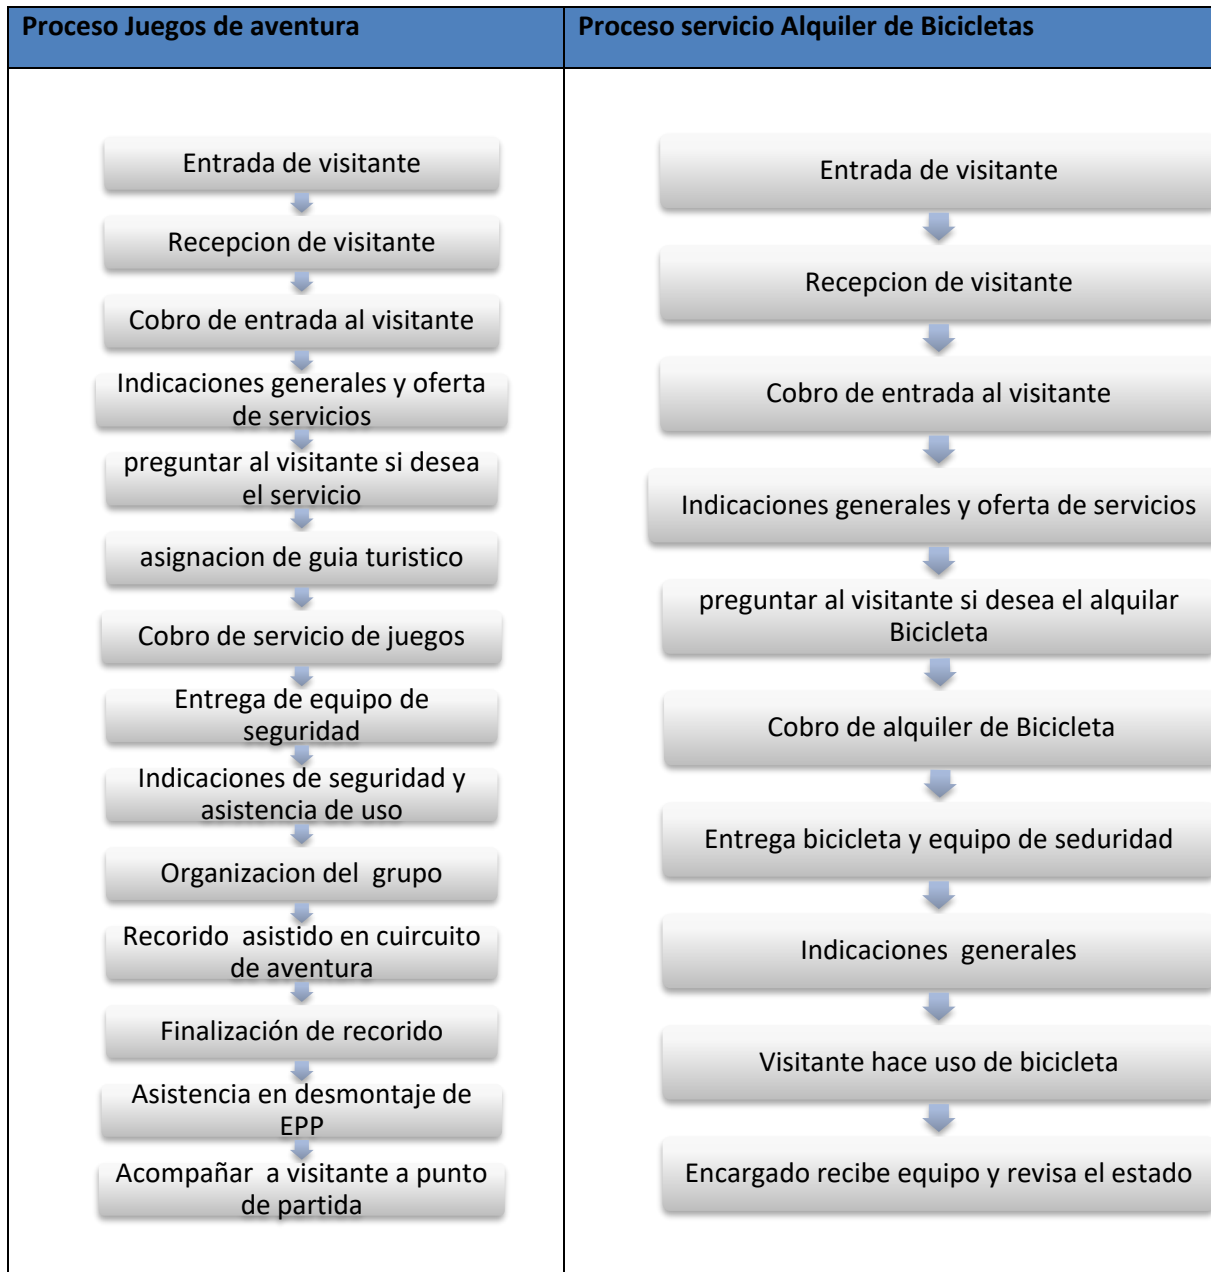 Proceso Juegos de aventura
Entrada de visitante
Recepcion de visitante
Cobro de entrada al visitante
Indicaciones generales y oferta
de servicios
preguntar al visitante si desea
el servicio
asignacion de guia turistico
Cobro de servicio de juegos
Entrega de equipo de
seguridad
Indicaciones de seguridad y
asistencia de uso
Organizacion del grupo
Recorido asistido en cuircuito
de aventura
Finalización de recorido
Asistencia en desmontaje de
EPP
Acompañar a visitante a punto
de partida
Proceso servicio Alquiler de Bicicletas
Entrada de visitante
Recepcion de visitante
Cobro de entrada al visitante
Indicaciones generales y oferta de servicios
preguntar al visitante si desea el alquilar
Bicicleta
Cobro de alquiler de Bicicleta
Entrega bicicleta y equipo de seduridad
Indicaciones generales
Visitante hace uso de bicicleta
Encargado recibe equipo y revisa el estado